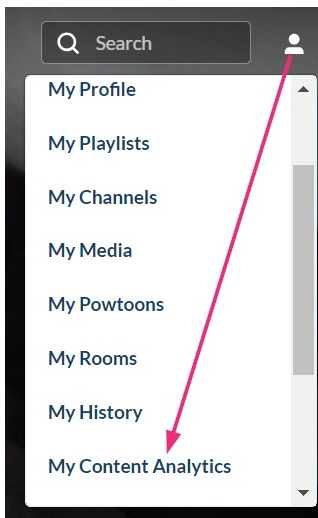 Search
My Profile
My Playlists
My Channels
My Media
My Powtoons
My Rooms
My History
My Content Analytics